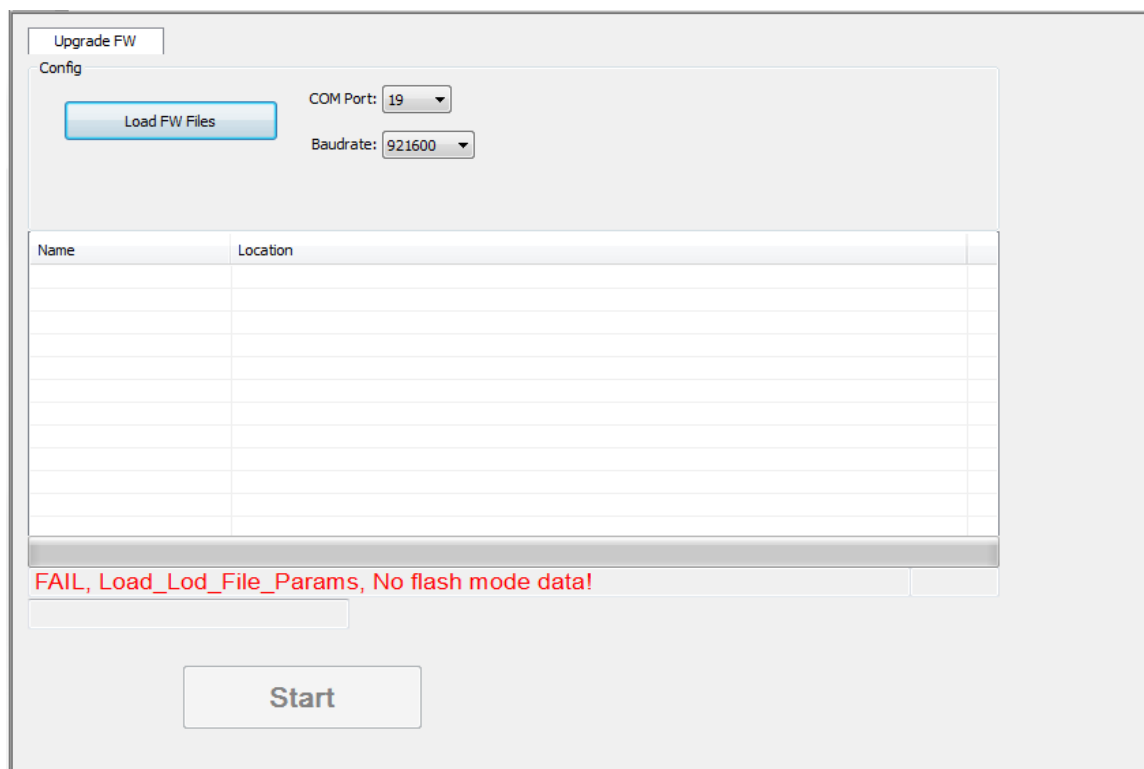 Upgrade FW
Config
Load FW Files
COM Port: 19
Baudrate: 921600
Name Location
FAIL, Load_Lod_File_Params, No flash mode data!
Start